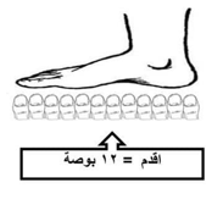 اقدم = ١٢ بوصة